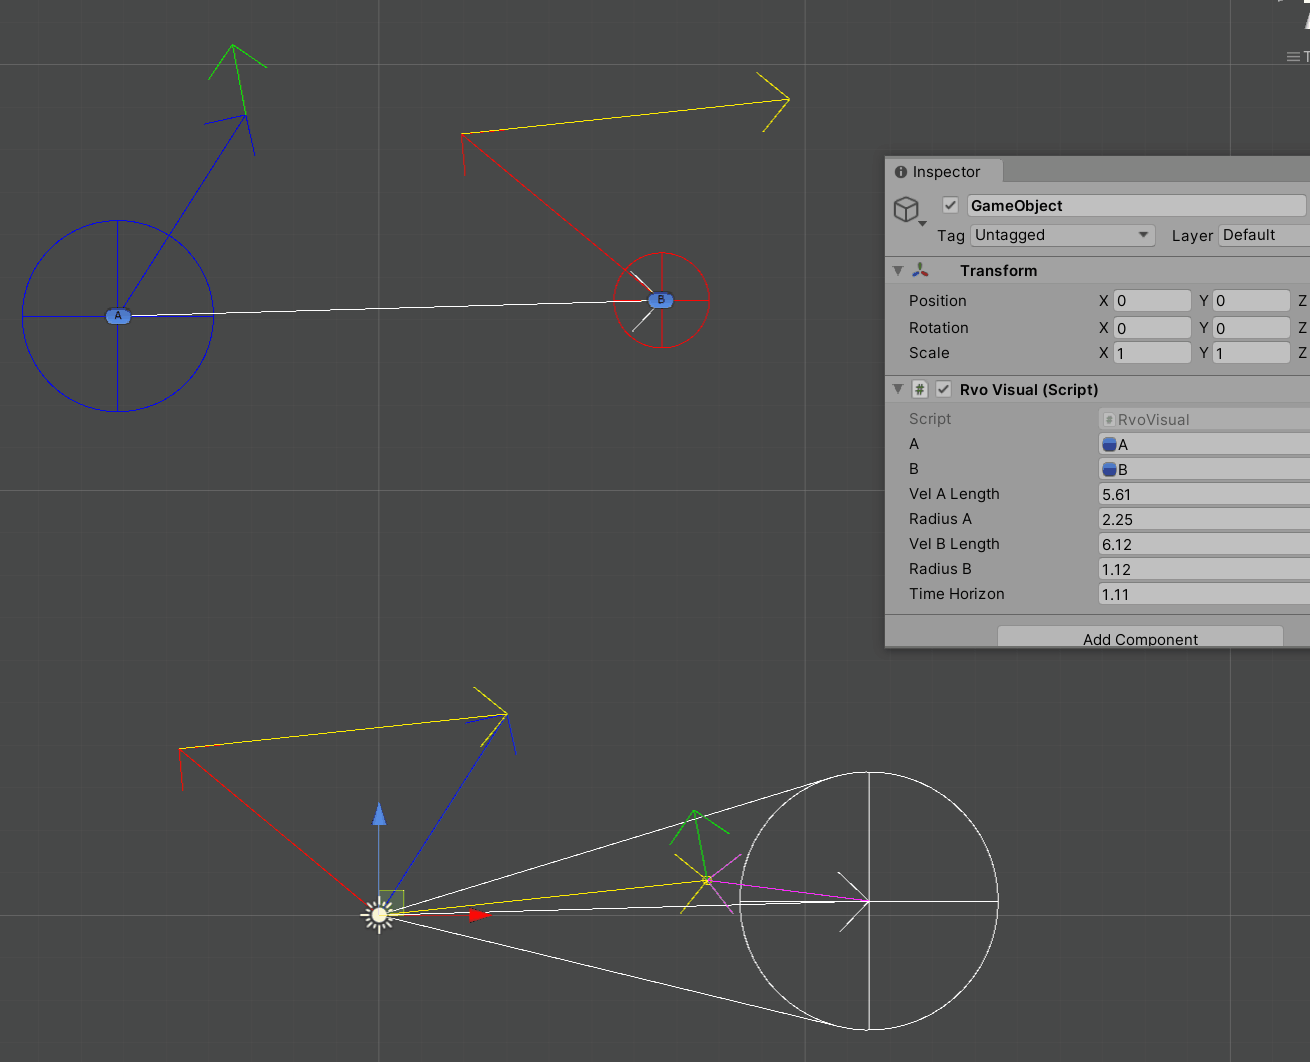 T
Inspector
GameObject
Tag Untagged Layer Default
Transform
Position X 0 Y 0 Z
Rotation X 0 Y 0 Z
Scale X 1 Y 1 Z
# Rvo Visual (Script)
Script # RvoVisual
A A
B B
Vel A Length 5.61
Radius A 2.25
Vel B Length 6.12
Radius B 1.12
Time Horizon 1.11
Add Component
A
B